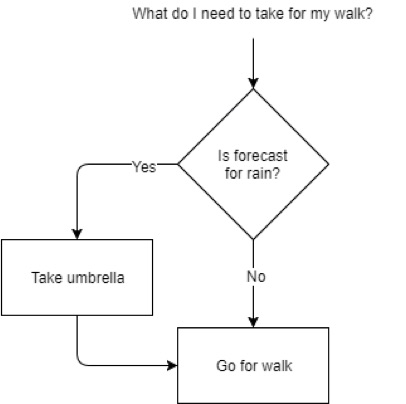 What do I need to take for my walk?
Is forecast
for rain?
Yes
Take umbrella
No
Go for walk